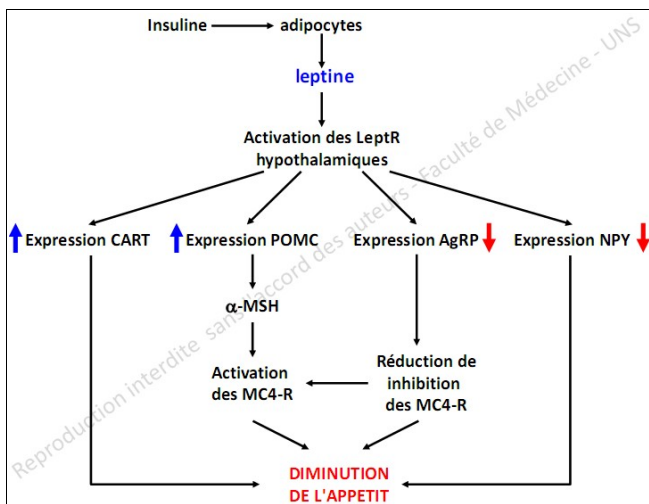 Insuline adipocytes
leptine
Activation des LeptR
hypothalamiques
Expression CART Expression POMC Expression AgRP Expression NPY
α-MSH
Activation
des MC4-R
Réduction de
inhibition
des MC4-R
DIMINUTION
DE L'APPETIT
Reproduction interdite sans l'accord des auteurs - Faculté de Médecine - UNS